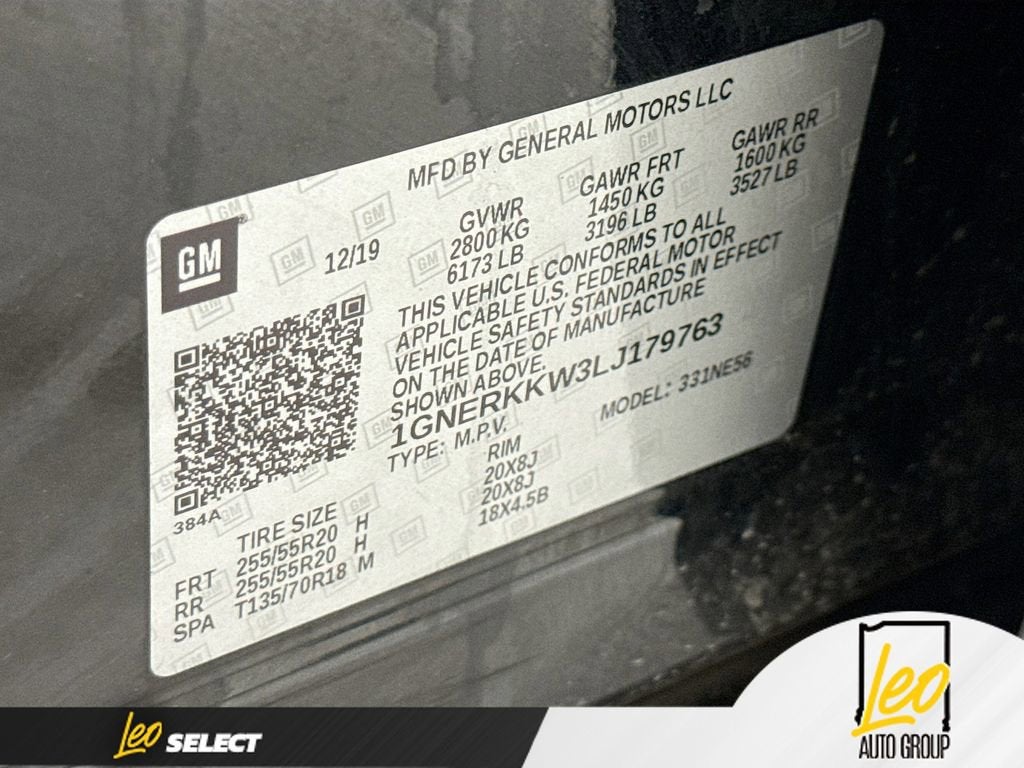 MFD BY GENERAL MOTORS LLC
GM
12/19
GVWR
2800 KG
6173 LB
GAWR FRT
1450 KG
3196 LB
GAWR RR
1600 KG
3527 LB
THIS VEHICLE CONFORMS TO ALL
APPLICABLE U.S. FEDERAL MOTOR
VEHICLE SAFETY STANDARDS IN EFFECT
ON THE DATE OF MANUFACTURE
SHOWN ABOVE.
1GNERKKW3LJ179763
TYPE: M.P.V. MODEL: 331NE56
384A
TIRE SIZE RIM
FRT 255/55R20 H 20X8J
RR 255/55R20 H 20X8J
SPA T135/70R18 M 18X4.5B
Leo SELECT
Leo
AUTO GROUP